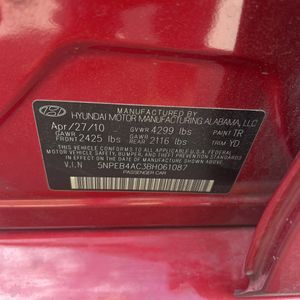 HYUNDAI MOTOR MANUFACTURING ALABAMA, LLC
Apr/27/10 GVWR 4299 lbs PAINT TR
GAWR FRONT 2425 lbs GAWR REAR 2116 lbs TRIM YD
THIS VEHICLE CONFORMS TO ALL APPLICABLE U.S.A. FEDERAL
MOTOR VEHICLE SAFETY, BUMPER, AND THEFT PREVENTION
STANDARDS IN EFFECT ON THE DATE OF MANUFACTURE SHOWN ABOVE.
V.I.N 5NPEB4AC3BH061087
PASSENGER CAR